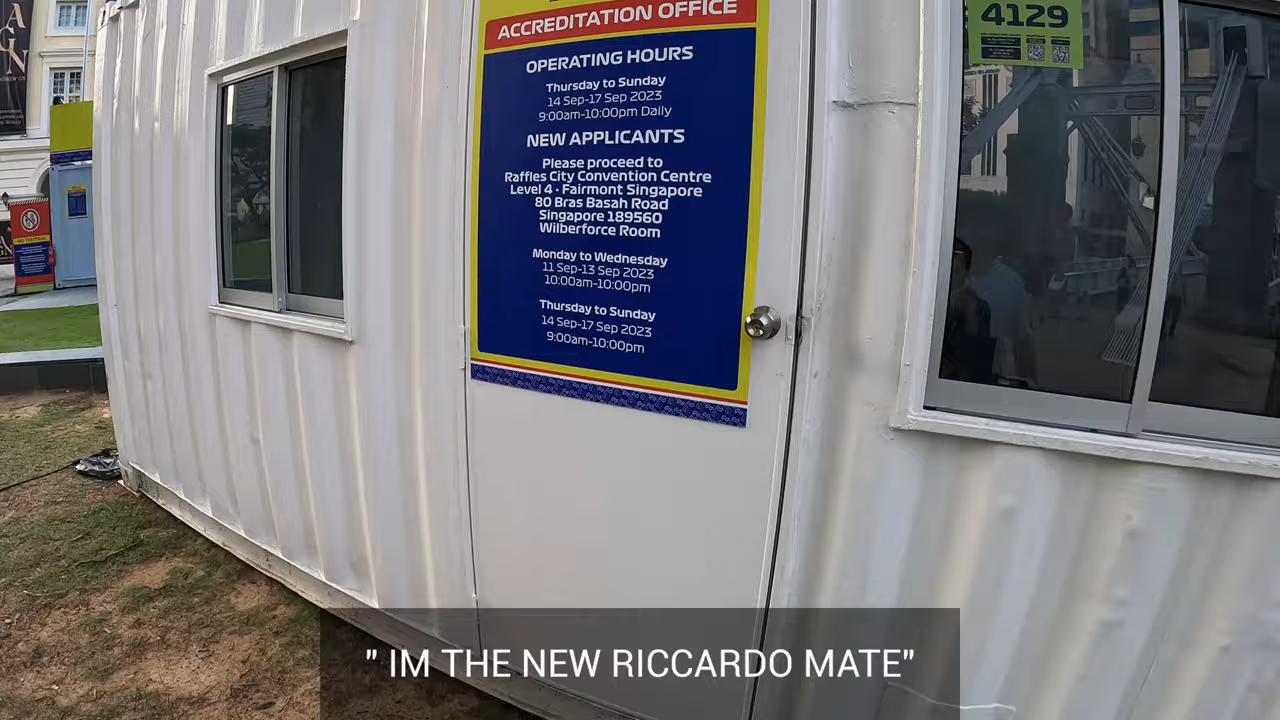 ACCREDITATION OFFICE
OPERATING HOURS
Thursday to Sunday
14 Sep-17 Sep 2023
9:00am-10:00pm Daily
NEW APPLICANTS
Please proceed to
Raffles City Convention Centre
Level 4 - Fairmont Singapore
80 Bras Basah Road
Singapore 189560
Wilberforce Room
Monday to Wednesday
11 Sep-13 Sep 2023
10:00am-10:00pm
Thursday to Sunday
14 Sep-17 Sep 2023
9:00am-10:00pm
4129
" IM THE NEW RICCARDO MATE"